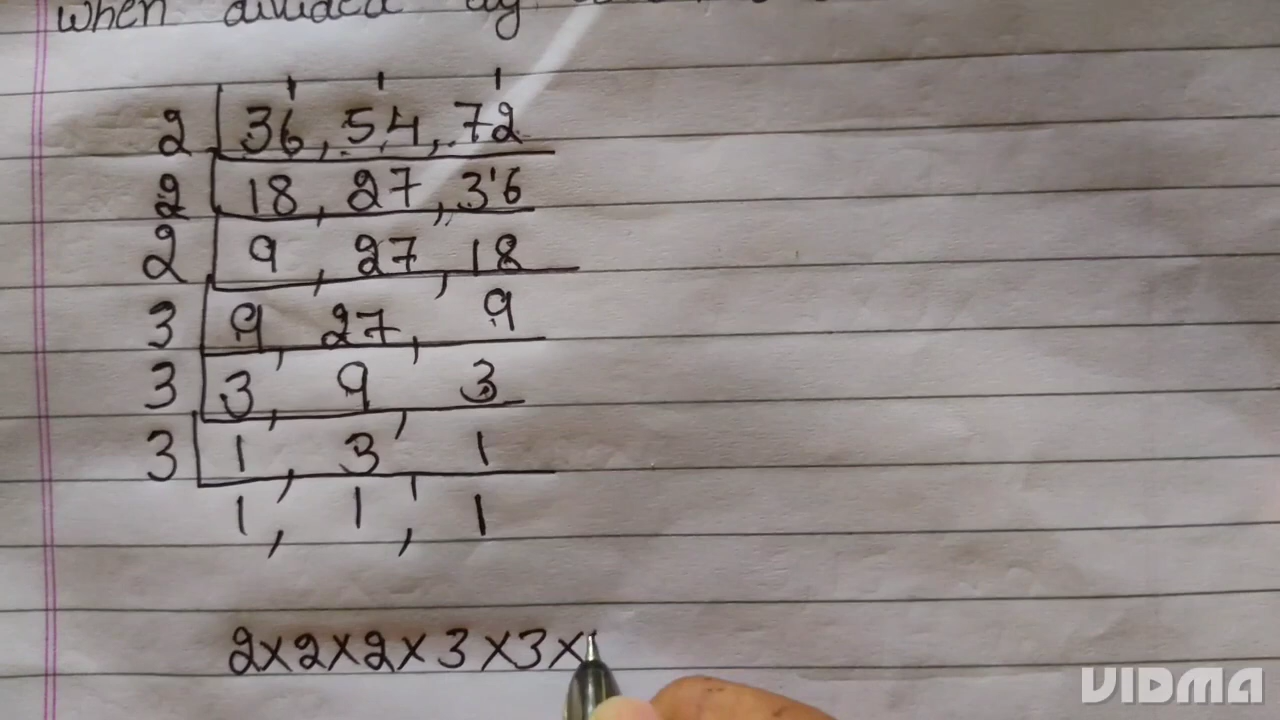 when divided by
2 | 36, 54, 72
2 | 18, 27, 36
2 | 9, 27, 18
3 | 9, 27, 9
3 | 3, 9, 3
3 | 1, 3, 1
1, 1, 1
2×2×2×3×3×
VIDMA